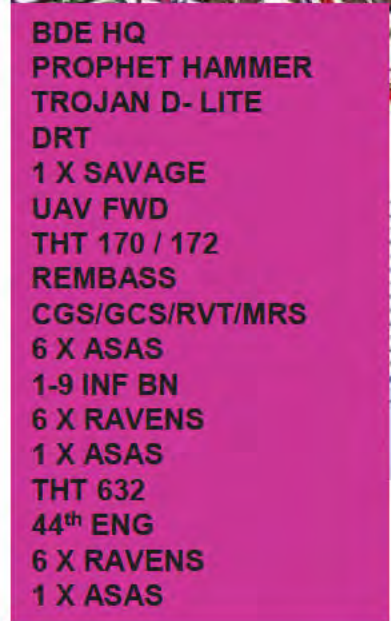 BDE HQ
PROPHET HAMMER
TROJAN D- LITE
DRT
1 X SAVAGE
UAV FWD
THT 170 / 172
REMBASS
CGS/GCS/RVT/MRS
6 X ASAS
1-9 INF BN
6 X RAVENS
1 X ASAS
THT 632
44th ENG
6 X RAVENS
1 X ASAS